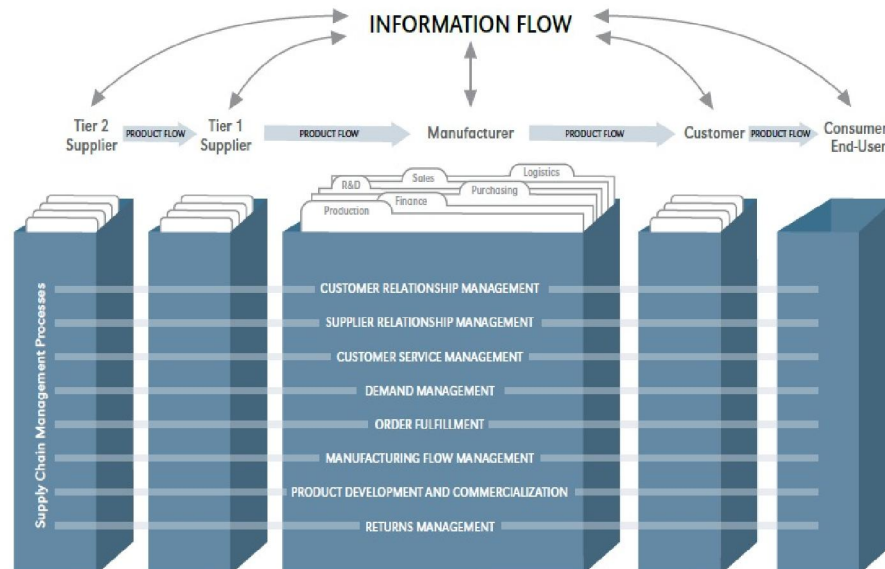 INFORMATION FLOW
Tier 2
Supplier
PRODUCT FLOW
Tier 1
Supplier
PRODUCT FLOW
Manufacturer
PRODUCT FLOW
Customer
PRODUCT FLOW
Consumer
End-User
Logistics
Sales
R&D
Purchasing
Finance
Production
Supply Chain Management Processes
CUSTOMER RELATIONSHIP MANAGEMENT
SUPPLIER RELATIONSHIP MANAGEMENT
CUSTOMER SERVICE MANAGEMENT
DEMAND MANAGEMENT
ORDER FULFILLMENT
MANUFACTURING FLOW MANAGEMENT
PRODUCT DEVELOPMENT AND COMMERCIALIZATION
RETURNS MANAGEMENT